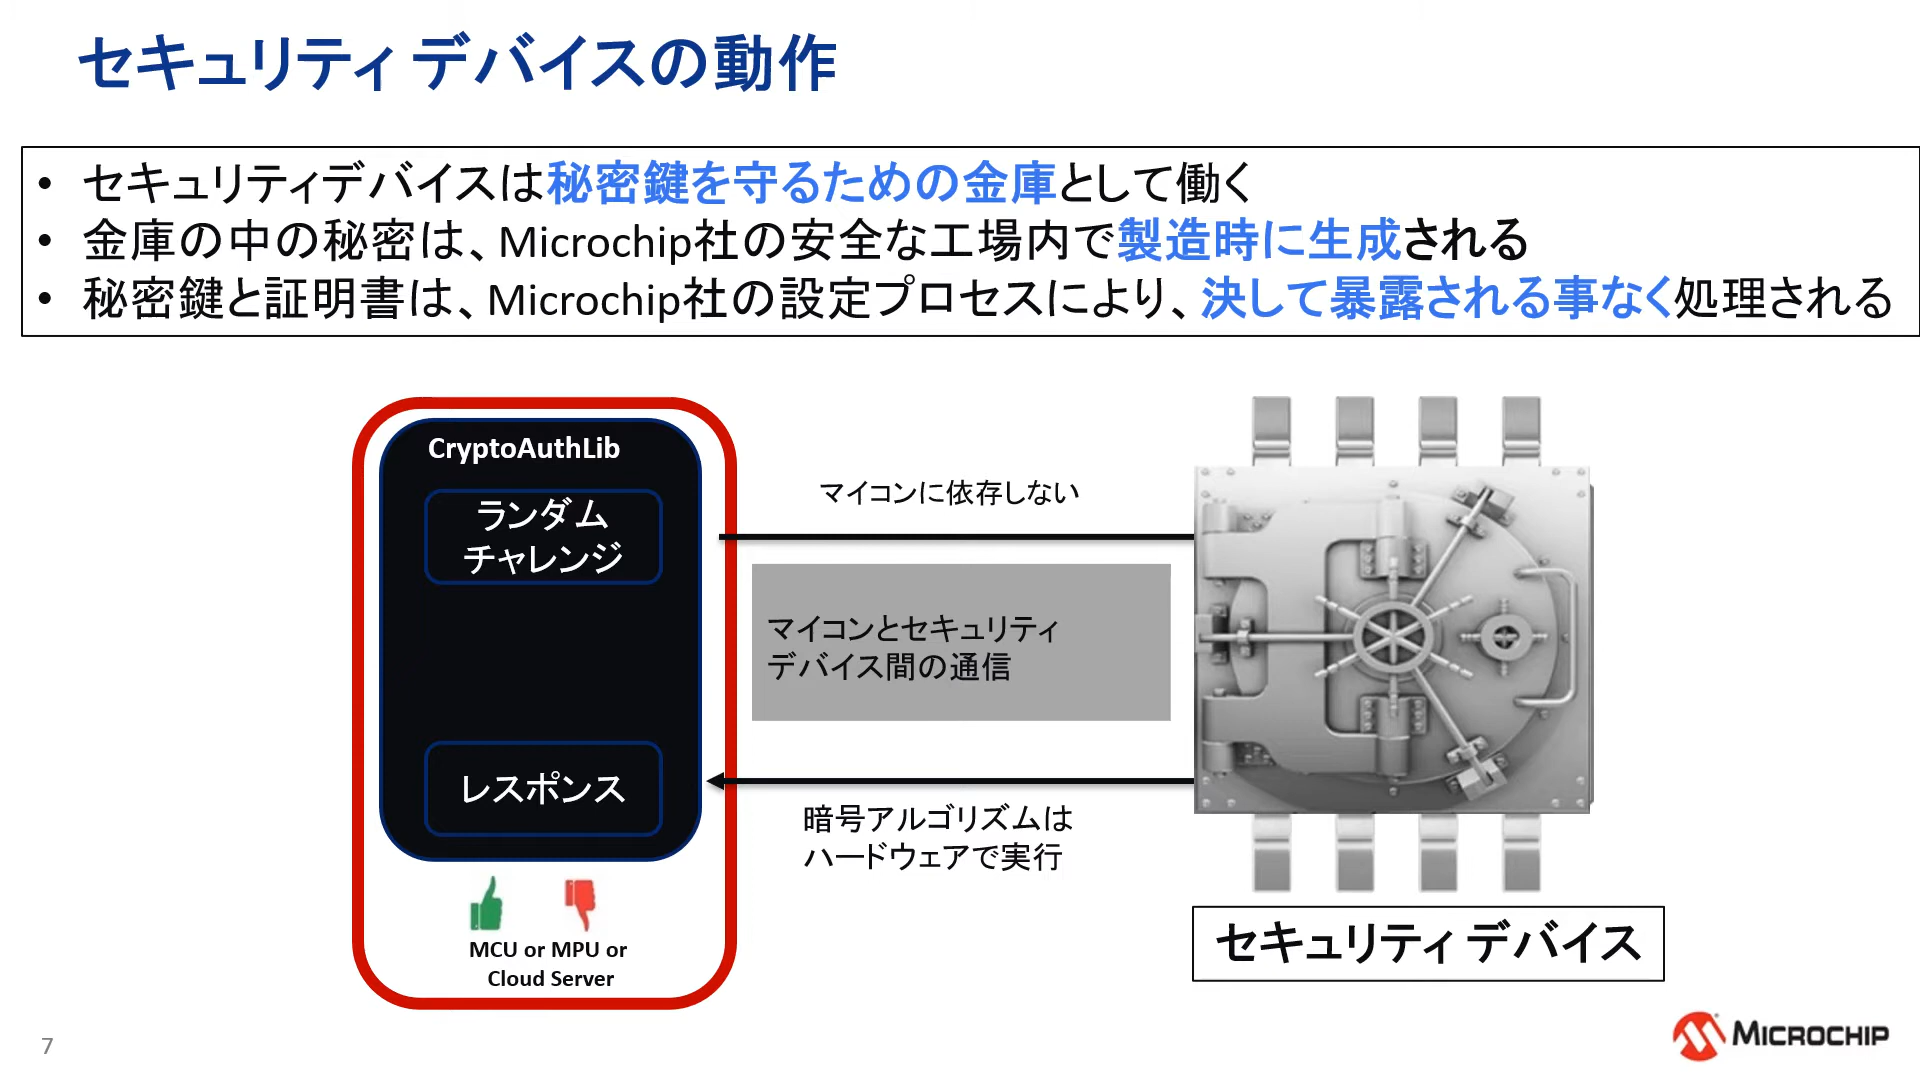 セキュリティ デバイスの動作
• セキュリティデバイスは秘密鍵を守るための金庫として働く
• 金庫の中の秘密は、Microchip社の安全な工場内で製造時に生成される
• 秘密鍵と証明書は、Microchip社の設定プロセスにより、決して暴露される事なく処理される
CryptoAuthLib
ランダム
チャレンジ
レスポンス
MCU or MPU or
Cloud Server
マイコンに依存しない
マイコンとセキュリティ
デバイス間の通信
暗号アルゴリズムは
ハードウェアで実行
セキュリティ デバイス
7
MICROCHIP